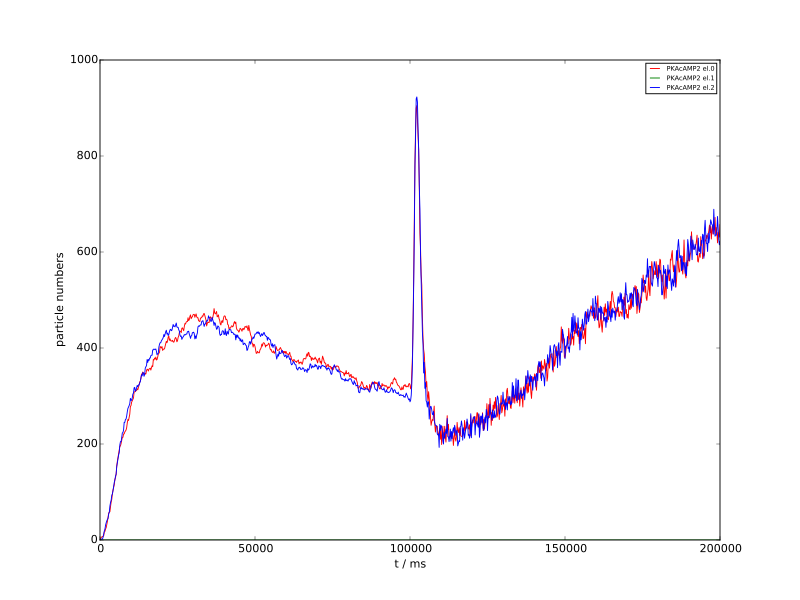 1000
PKAcAMP2 el.0
PKAcAMP2 el.1
PKAcAMP2 el.2
800
600
particle numbers
400
200
0
0 50000 100000 150000 200000
t / ms